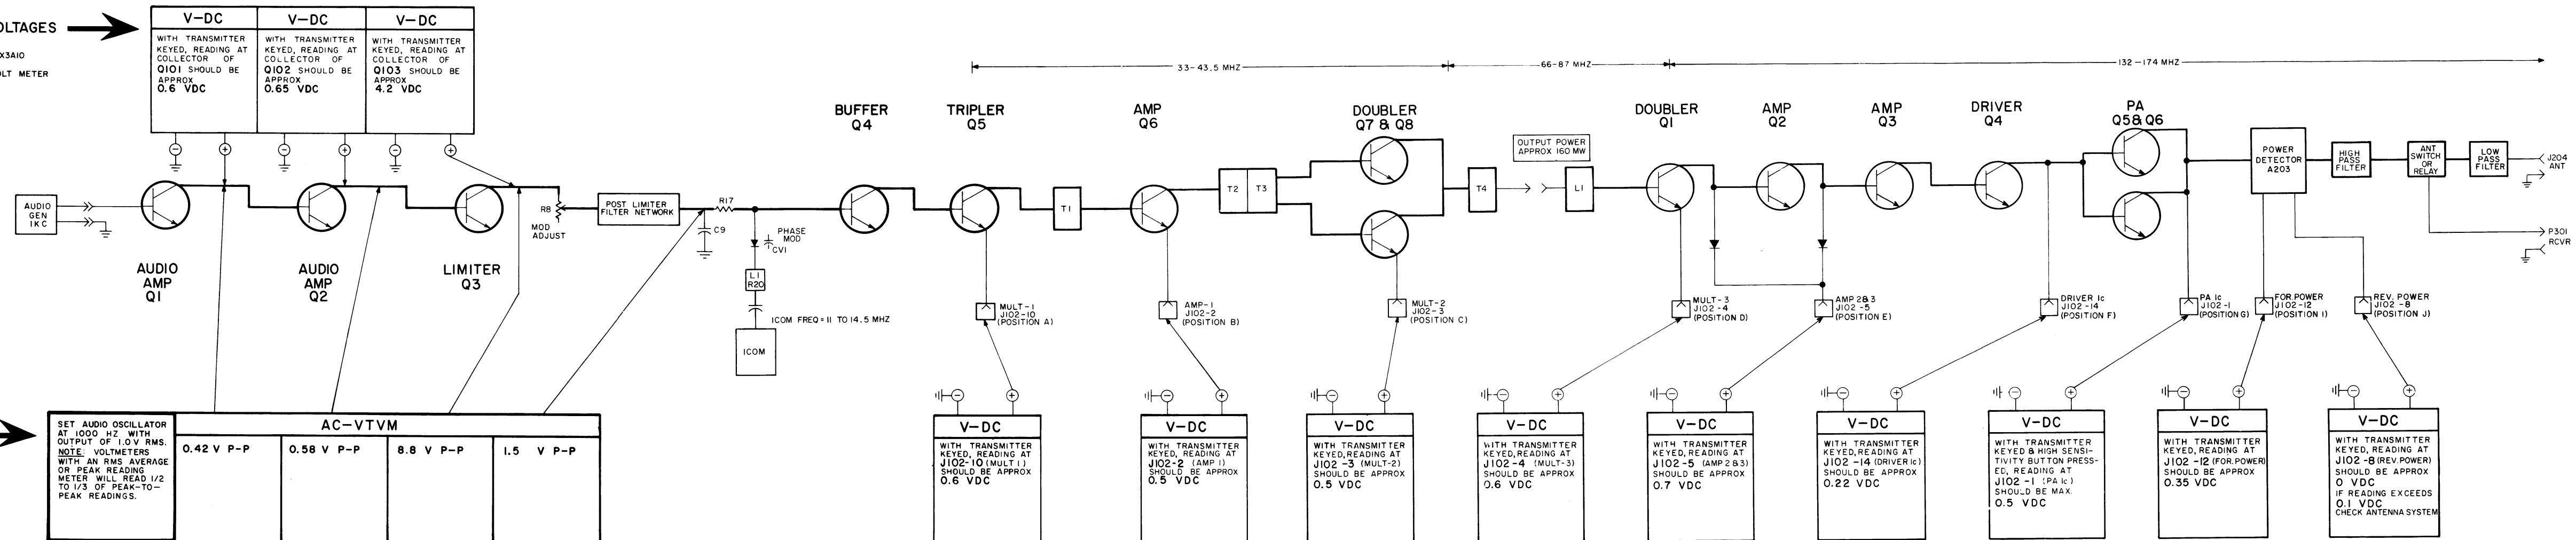 OLTAGES
X3A10
OLT METER
V-DC
WITH TRANSMITTER
KEYED, READING AT
COLLECTOR OF
Q101 SHOULD BE
APPROX
0.6 VDC
V-DC
WITH TRANSMITTER
KEYED, READING AT
COLLECTOR OF
Q102 SHOULD BE
APPROX
0.65 VDC
V-DC
WITH TRANSMITTER
KEYED, READING AT
COLLECTOR OF
Q103 SHOULD BE
APPROX
4.2 VDC
33-43.5 MHZ
66-87 MHZ
132-174 MHZ
BUFFER
Q4
TRIPLER
Q5
AMP
Q6
DOUBLER
Q7 & Q8
OUTPUT POWER
APPROX 160 MW
DOUBLER
Q1
AMP
Q2
AMP
Q3
DRIVER
Q4
PA
Q5 & Q6
AUDIO
GEN
1KC
AUDIO
AMP
Q1
AUDIO
AMP
Q2
LIMITER
Q3
R8
MOD
ADJUST
POST LIMITER
FILTER NETWORK
R17
C9
PHASE
MOD
CV1
L1
R20
ICOM FREQ = 11 TO 14.5 MHZ
ICOM
T1
T2
T3
T4
L1
POWER
DETECTOR
A203
HIGH
PASS
FILTER
ANT
SWITCH
OR
RELAY
LOW
PASS
FILTER
J204
ANT
P301
RCVR
MULT-1
J102-10
(POSITION A)
AMP-1
J102-2
(POSITION B)
MULT-2
J102-3
(POSITION C)
MULT-3
J102-4
(POSITION D)
AMP 2&3
J102-5
(POSITION E)
DRIVER Ic
J102-14
(POSITION F)
PA Ic
J102-1
(POSITION G)
FOR. POWER
J102-12
(POSITION I)
REV. POWER
J102-8
(POSITION J)
SET AUDIO OSCILLATOR
AT 1000 HZ WITH
OUTPUT OF 1.0 V RMS.
NOTE: VOLTMETERS
WITH AN RMS AVERAGE
OR PEAK READING
METER WILL READ 1/2
TO 1/3 OF PEAK-TO-
PEAK READINGS.
AC-VTVM
0.42 V P-P
0.58 V P-P
8.8 V P-P
1.5 V P-P
V-DC
WITH TRANSMITTER
KEYED, READING AT
J102-10 (MULT 1)
SHOULD BE APPROX
0.6 VDC
V-DC
WITH TRANSMITTER
KEYED, READING AT
J102-2 (AMP 1)
SHOULD BE APPROX
0.5 VDC
V-DC
WITH TRANSMITTER
KEYED, READING AT
J102-3 (MULT-2)
SHOULD BE APPROX
0.5 VDC
V-DC
WITH TRANSMITTER
KEYED, READING AT
J102-4 (MULT-3)
SHOULD BE APPROX
0.6 VDC
V-DC
WITH TRANSMITTER
KEYED, READING AT
J102-5 (AMP 2&3)
SHOULD BE APPROX
0.7 VDC
V-DC
WITH TRANSMITTER
KEYED, READING AT
J102-14 (DRIVER Ic)
SHOULD BE APPROX
0.22 VDC
V-DC
WITH TRANSMITTER
KEYED & HIGH SENSI-
TIVITY BUTTON PRESS-
ED, READING AT
J102-1 (PA Ic)
SHOULD BE MAX.
0.5 VDC
V-DC
WITH TRANSMITTER
KEYED, READING AT
J102-12 (FOR. POWER)
SHOULD BE APPROX
0.35 VDC
V-DC
WITH TRANSMITTER
KEYED, READING AT
J102-8 (REV. POWER)
SHOULD BE APPROX
0 VDC
IF READING EXCEEDS
0.1 VDC
CHECK ANTENNA SYSTEM